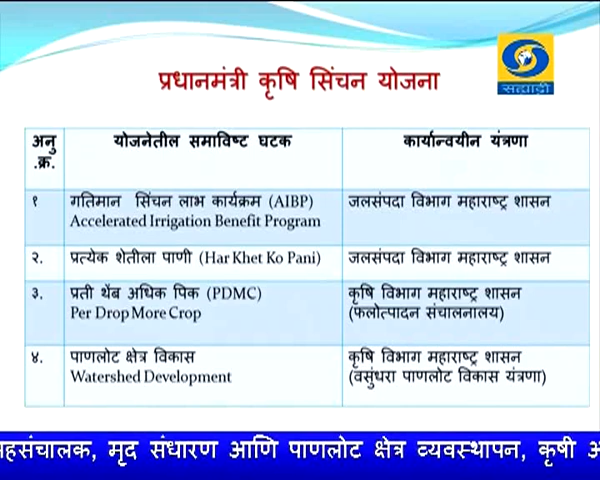 प्रधानमंत्री कृषि सिंचन योजना
सह्याद्री
अनु .क्र. योजनेतील समाविष्ट घटक कार्यान्वयीन यंत्रणा
१ गतिमान सिंचन लाभ कार्यक्रम (AIBP) जलसंपदा विभाग महाराष्ट्र शासन
Accelerated Irrigation Benefit Program
२. प्रत्येक शेतीला पाणी (Har Khet Ko Pani) जलसंपदा विभाग महाराष्ट्र शासन
३. प्रती थेंब अधिक पिक (PDMC) कृषि विभाग महाराष्ट्र शासन
Per Drop More Crop (फलोत्पादन संचालनालय)
४. पाणलोट क्षेत्र विकास कृषि विभाग महाराष्ट्र शासन
Watershed Development (वसुंधरा पाणलोट विकास यंत्रणा)
हसंचालक, मृद संधारण आणि पाणलोट क्षेत्र व्यवस्थापन, कृषी